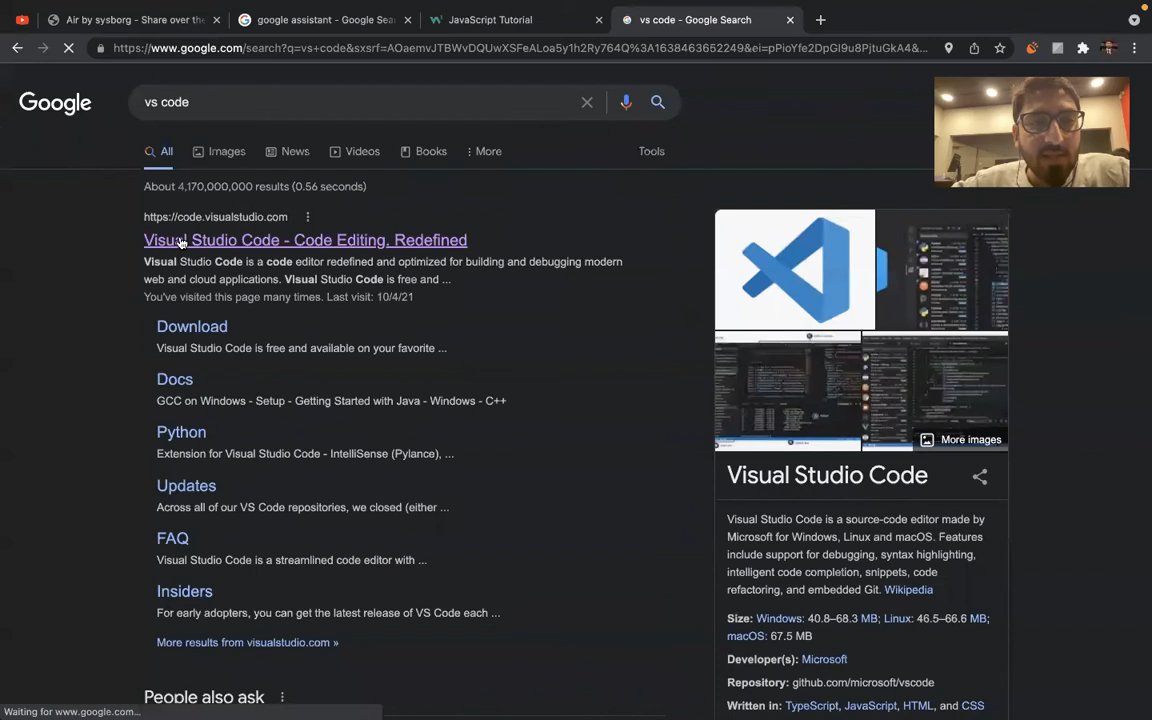 Air by sysborg - Share over the
google assistant - Google Sea
JavaScript Tutorial
vs code - Google Search
https://www.google.com/search?q=vs+code&sxsrf=AOaemvJTBWvDQUwXSFeALoa5y1h2Ry764Q%3A1638463652249&ei=pPioYfe2DpGI9u8PjtuGkA4&...
Google
vs code
All
Images
News
Videos
Books
More
Tools
About 4,170,000,000 results (0.56 seconds)
https://code.visualstudio.com
Visual Studio Code - Code Editing. Redefined
Visual Studio Code is a code editor redefined and optimized for building and debugging modern
web and cloud applications. Visual Studio Code is free and ...
You've visited this page many times. Last visit: 10/4/21
Download
Visual Studio Code is free and available on your favorite ...
Docs
GCC on Windows - Setup - Getting Started with Java - Windows - C++
Python
Extension for Visual Studio Code - IntelliSense (Pylance), ...
Updates
Across all of our VS Code repositories, we closed (either ...
FAQ
Visual Studio Code is a streamlined code editor with ...
Insiders
For early adopters, you can get the latest release of VS Code each ...
More results from visualstudio.com »
People also ask
More images
Visual Studio Code
Visual Studio Code is a source-code editor made by
Microsoft for Windows, Linux and macOS. Features
include support for debugging, syntax highlighting,
intelligent code completion, snippets, code
refactoring, and embedded Git. Wikipedia
Size: Windows: 40.8–68.3 MB; Linux: 46.5–66.6 MB;
macOS: 67.5 MB
Developer(s): Microsoft
Repository: github.com/microsoft/vscode
Written in: TypeScript, JavaScript, HTML, and CSS
Waiting for www.google.com...